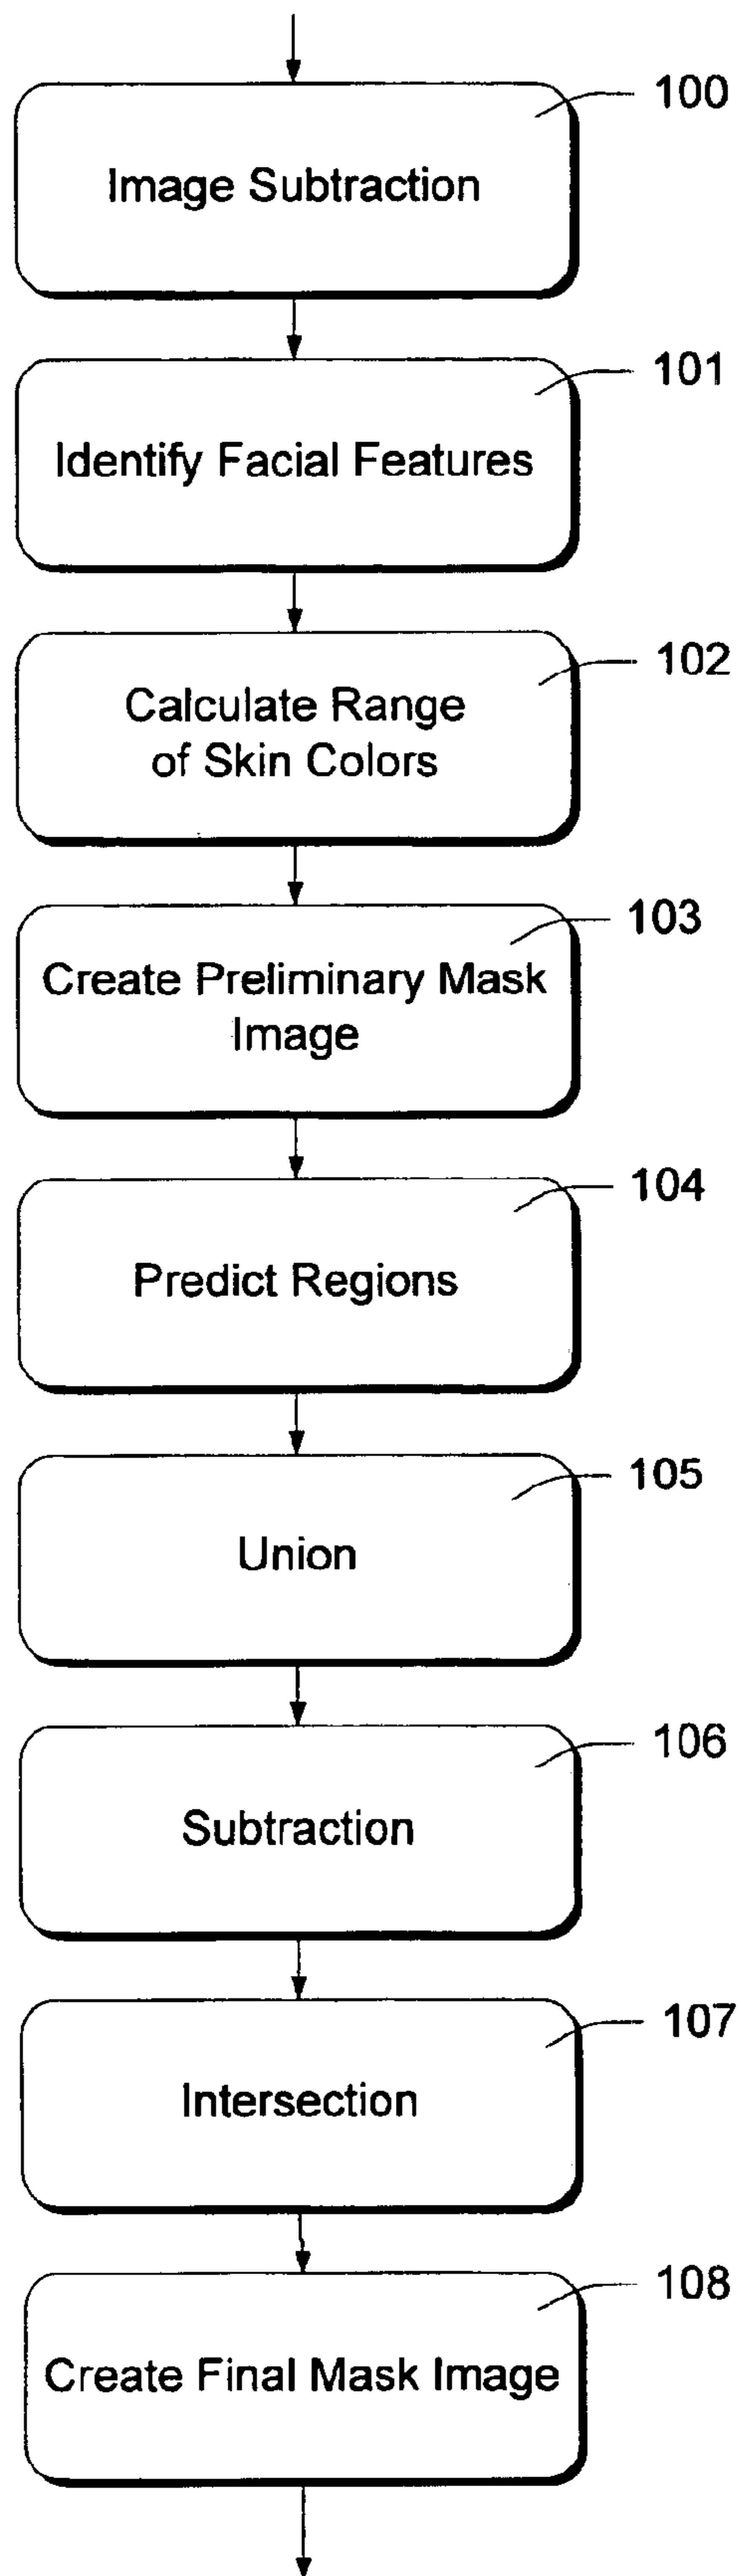 100
Image Subtraction
101
Identify Facial Features
102
Calculate Range
of Skin Colors
103
Create Preliminary Mask
Image
104
Predict Regions
105
Union
106
Subtraction
107
Intersection
108
Create Final Mask Image